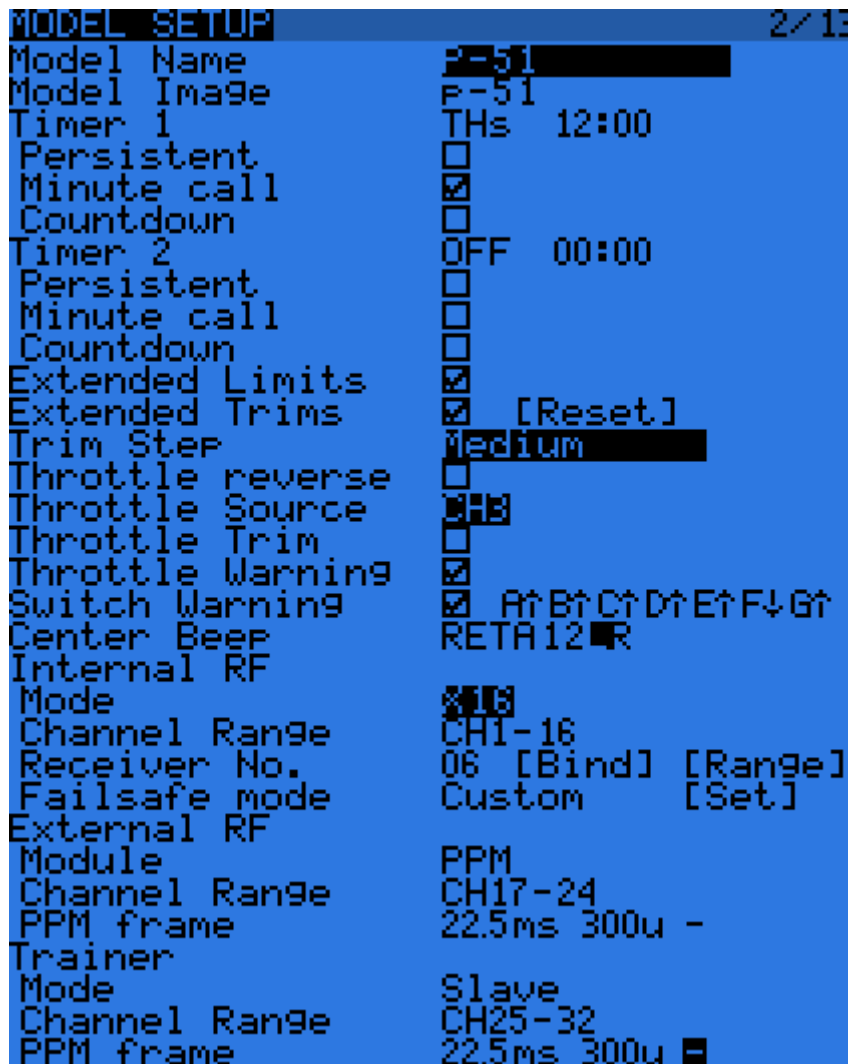 MODEL SETUP 2/13
Model Name P-51
Model Image p-51
Timer 1 THs 12:00
Persistent
Minute call
Countdown
Timer 2 OFF 00:00
Persistent
Minute call
Countdown
Extended Limits
Extended Trims [Reset]
Trim Step Medium
Throttle reverse
Throttle Source CH3
Throttle Trim
Throttle Warning
Switch Warning A↑B↑C↑D↑E↑F↓G↑
Center Beep RETA12
Internal RF
Mode
Channel Range CH1-16
Receiver No. 06 [Bind] [Range]
Failsafe mode Custom [Set]
External RF
Module PPM
Channel Range CH17-24
PPM frame 22.5ms 300u -
Trainer
Mode Slave
Channel Range CH25-32
PPM frame 22.5ms 300u -